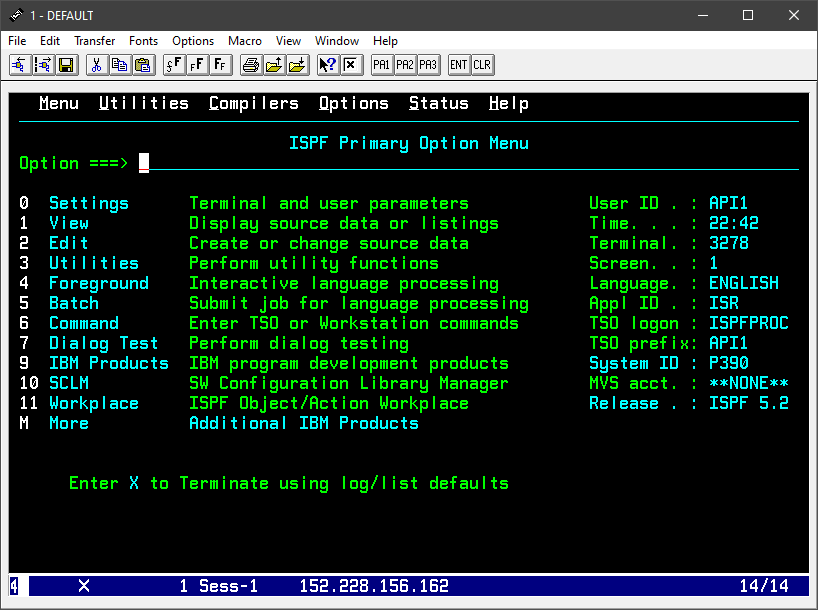 1 - DEFAULT
File Edit Transfer Fonts Options Macro View Window Help
PA1 PA2 PA3 ENT CLR
Menu Utilities Compilers Options Status Help
ISPF Primary Option Menu
Option ===>
0 Settings Terminal and user parameters User ID . : API1
1 View Display source data or listings Time. . . : 22:42
2 Edit Create or change source data Terminal. : 3278
3 Utilities Perform utility functions Screen. . : 1
4 Foreground Interactive language processing Language. : ENGLISH
5 Batch Submit job for language processing Appl ID . : ISR
6 Command Enter TSO or Workstation commands TSO logon : ISPFPROC
7 Dialog Test Perform dialog testing TSO prefix: API1
9 IBM Products IBM program development products System ID : P390
10 SCLM SW Configuration Library Manager MVS acct. : **NONE**
11 Workplace ISPF Object/Action Workplace Release . : ISPF 5.2
M More Additional IBM Products
Enter X to Terminate using log/list defaults
4 X 1 Sess-1 152.228.156.162 14/14